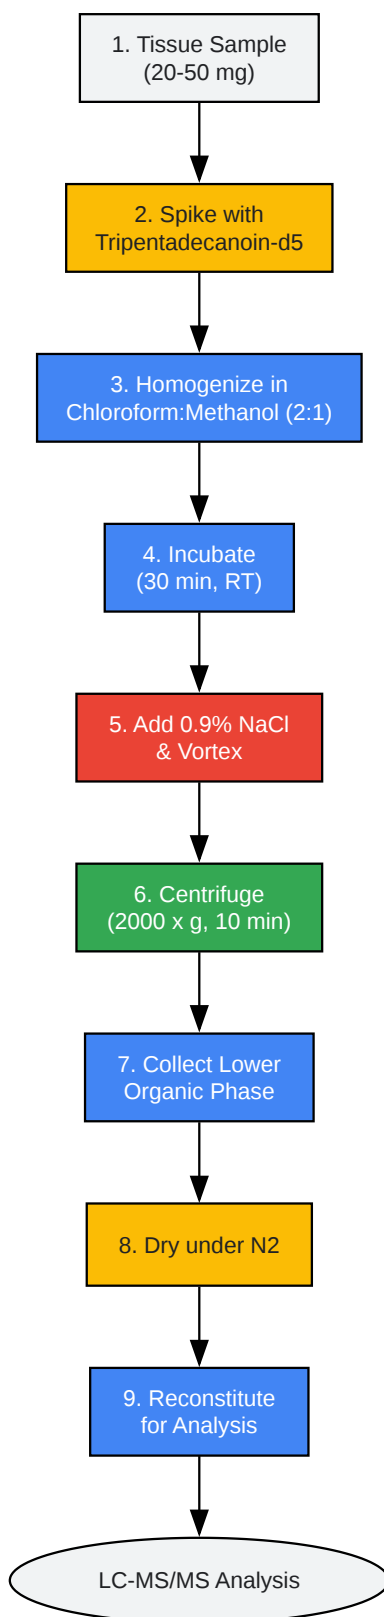 1. Tissue Sample
(20-50 mg)
2. Spike with
Tripentadecanoin-d5
3. Homogenize in
Chloroform:Methanol (2:1)
4. Incubate
(30 min, RT)
5. Add 0.9% NaCl
& Vortex
6. Centrifuge
(2000 x g, 10 min)
7. Collect Lower
Organic Phase
8. Dry under N2
9. Reconstitute
for Analysis
LC-MS/MS Analysis